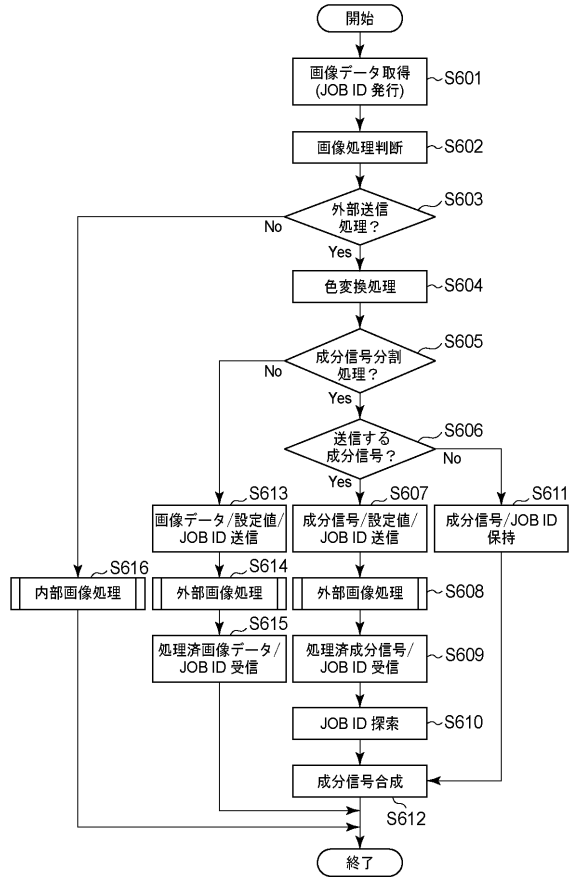 開始
画像データ取得
(JOB ID 発行)
S601
画像処理判断
S602
外部送信
処理？
S603
No
Yes
色変換処理
S604
成分信号分割
処理？
S605
No
Yes
送信する
成分信号？
S606
No
Yes
S613
画像データ/設定値/
JOB ID 送信
S607
成分信号/設定値/
JOB ID 送信
S611
成分信号/JOB ID
保持
S616
内部画像処理
S614
外部画像処理
外部画像処理
S608
S615
処理済画像データ/
JOB ID 受信
処理済成分信号/
JOB ID 受信
S609
JOB ID 探索
S610
成分信号合成
S612
終了